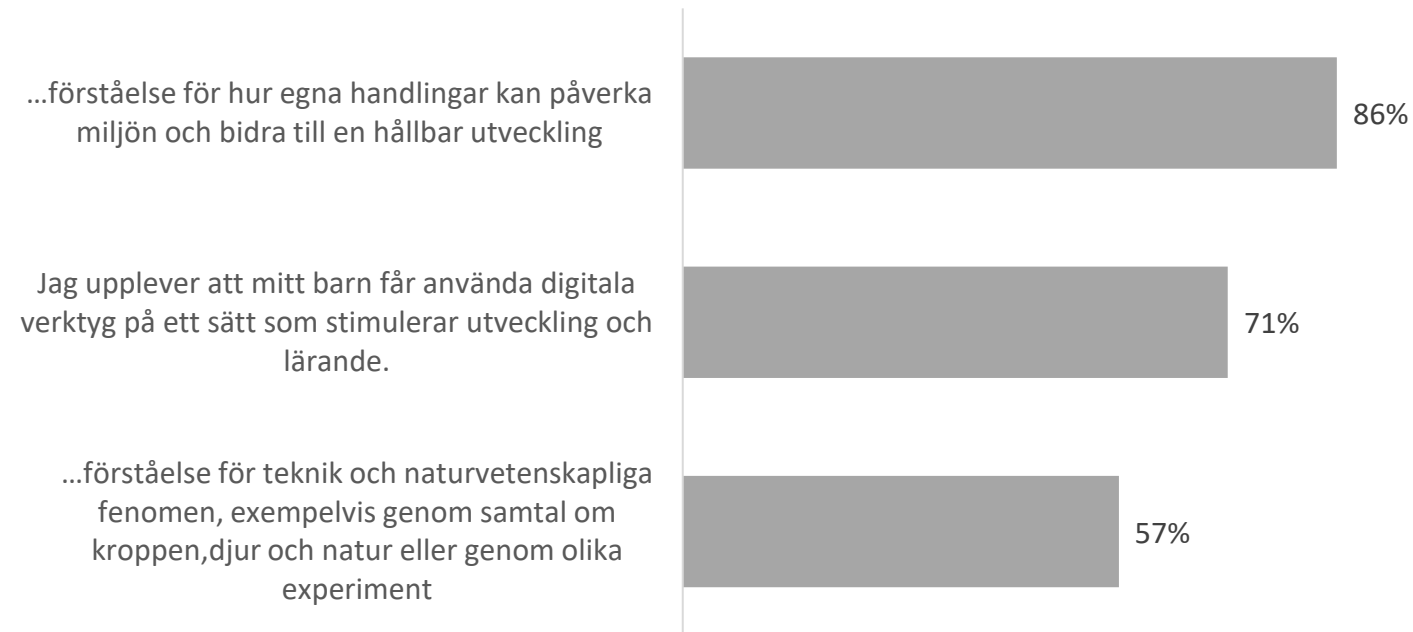 …förståelse för hur egna handlingar kan påverka
miljön och bidra till en hållbar utveckling
86%
Jag upplever att mitt barn får använda digitala
verktyg på ett sätt som stimulerar utveckling och
lärande.
71%
…förståelse för teknik och naturvetenskapliga
fenomen, exempelvis genom samtal om
kroppen,djur och natur eller genom olika
experiment
57%